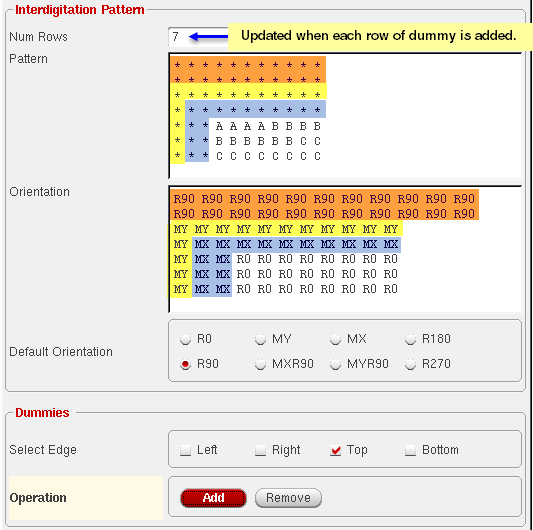 Interdigitation Pattern
Num Rows 7 Updated when each row of dummy is added.
Pattern
* * * * * * * * * * *
* * * * * * * * * * *
* * * * * * * * * * *
* * * * * * * * * * *
* * * A A A A B B B B
* * * B B B B B B C C
* * * C C C C C C C C
Orientation
R90 R90 R90 R90 R90 R90 R90 R90 R90 R90 R90
R90 R90 R90 R90 R90 R90 R90 R90 R90 R90 R90
MY MY MY MY MY MY MY MY MY MY MY
MY MX MX MX MX MX MX MX MX MX MX
MY MX MX R0 R0 R0 R0 R0 R0 R0 R0
MY MX MX R0 R0 R0 R0 R0 R0 R0 R0
MY MX MX R0 R0 R0 R0 R0 R0 R0 R0
Default Orientation
R0 MY MX R180
R90 MXR90 MYR90 R270
Dummies
Select Edge Left Right Top Bottom
Operation Add Remove